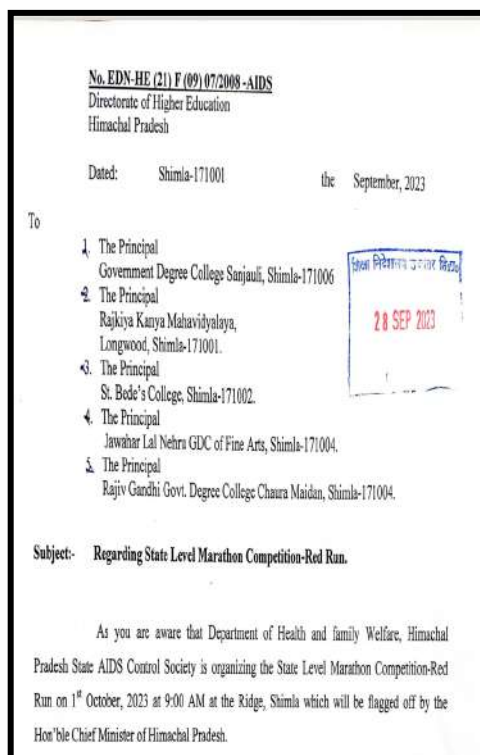 No. EDN-HE (21) F (09) 07/2008-AIDS
Directorate of Higher Education
Himachal Pradesh
Dated: Shimla-171001 the September, 2023
To
1. The Principal
Government Degree College Sanjauli, Shimla-171006
2. The Principal
Rajkiya Kanya Mahavidyalaya,
Longwood, Shimla-171001.
3. The Principal
St. Bede's College, Shimla-171002.
4. The Principal
Jawahar Lal Nehru GDC of Fine Arts, Shimla-171004.
5. The Principal
Rajiv Gandhi Govt. Degree College Chaura Maidan, Shimla-171004.
शिक्षा निदेशालय
28 SEP 2023
Subject:- Regarding State Level Marathon Competition-Red Run.
As you are aware that Department of Health and family Welfare, Himachal
Pradesh State AIDS Control Society is organizing the State Level Marathon Competition-Red
Run on 1st October, 2023 at 9:00 AM at the Ridge, Shimla which will be flagged off by the
Hon'ble Chief Minister of Himachal Pradesh.